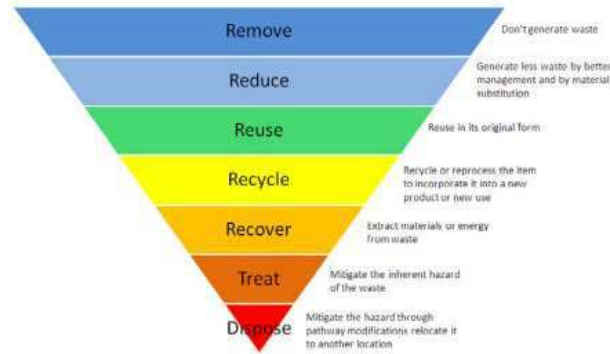 Remove
Don't generate waste
Reduce
Generate less waste by better
management and by material
substitution
Reuse
Reuse in its original form
Recycle
Recycle or reprocess the item
to incorporate it into a new
product or new use
Recover
Extract materials or energy
from waste
Treat
Mitigate the inherent hazard
of the waste
Dispose
Mitigate the hazard through
pathway modifications relocate it
to another location